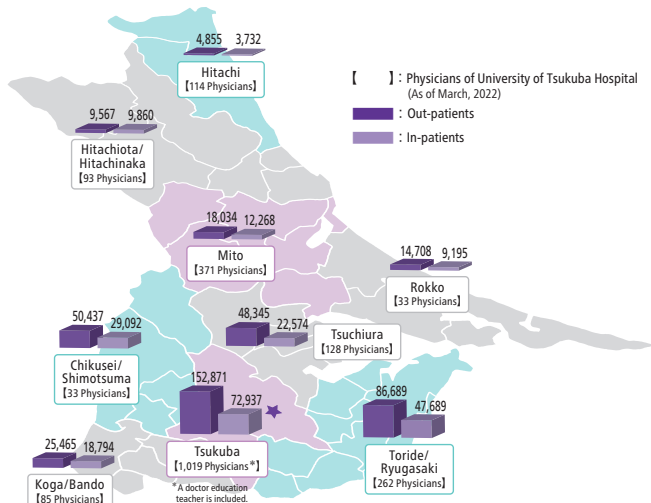 4,855 3,732
Hitachi
【114 Physicians】
【 】: Physicians of University of Tsukuba Hospital
(As of March, 2022)
: Out-patients
: In-patients
9,567 9,860
Hitachiota/
Hitachinaka
【93 Physicians】
18,034 12,268
Mito
【371 Physicians】
14,708 9,195
Rokko
【33 Physicians】
50,437 29,092
Chikusei/
Shimotsuma
【33 Physicians】
48,345 22,574
Tsuchiura
【128 Physicians】
152,871 72,937
Tsukuba
【1,019 Physicians*】
* A doctor education
teacher is included.
86,689 47,689
Toride/
Ryugasaki
【262 Physicians】
25,465 18,794
Koga/Bando
【85 Physicians】